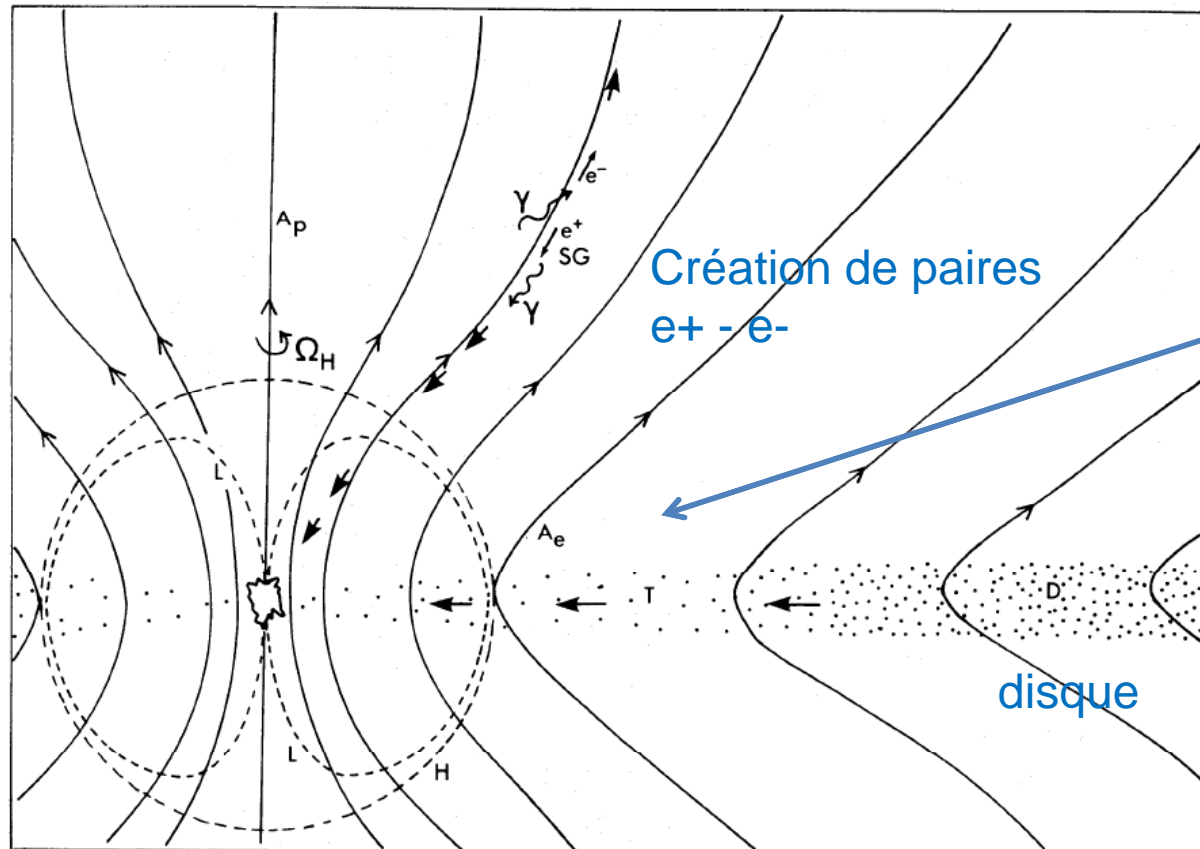 A_p
γ
e⁻
e⁺
SG
γ
Création de paires
e+ - e-
Ω_H
L
A_e
T
D
disque
L
H